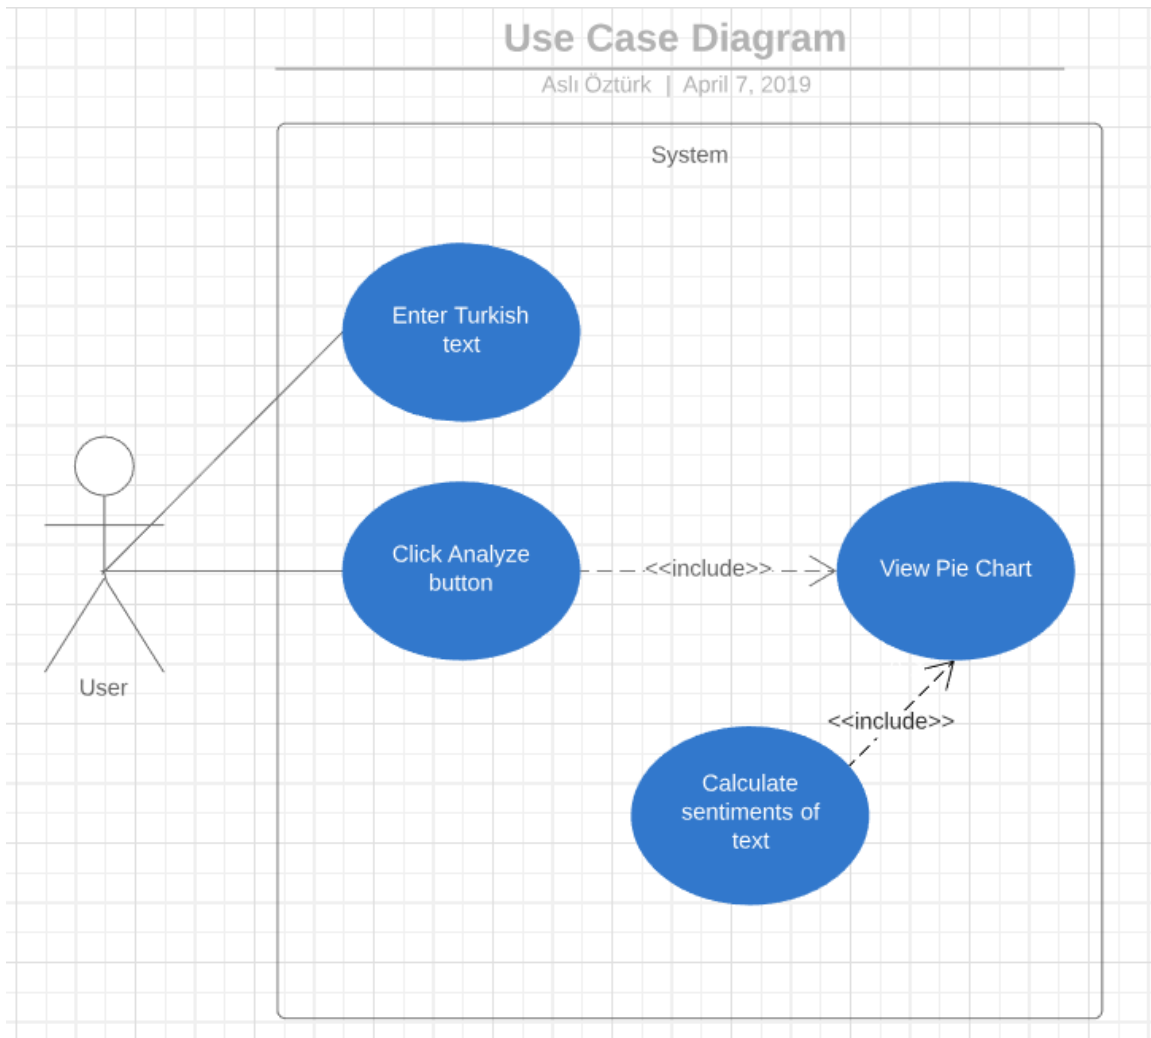 Use Case Diagram
Aslı Öztürk | April 7, 2019
System
Enter Turkish
text
Click Analyze
button
<<include>>
View Pie Chart
User
<<include>>
Calculate
sentiments of
text